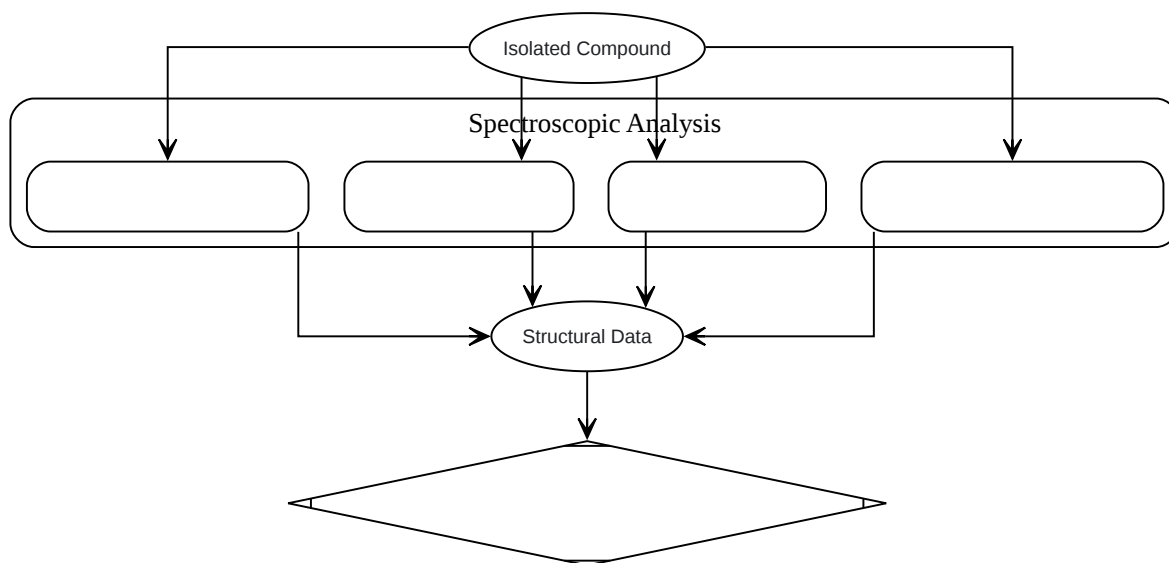 Isolated Compound
Spectroscopic Analysis
Structural Data